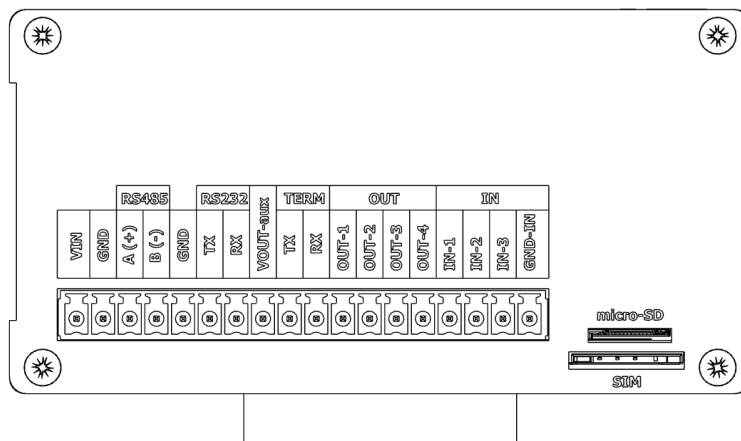 RS485 RS232 TERM OUT IN
VIN GND A (+) B (-) GND TX RX VOUT-aux TX RX OUT-1 OUT-2 OUT-3 OUT-4 IN-1 IN-2 IN-3 GND-IN
micro-SD
SIM